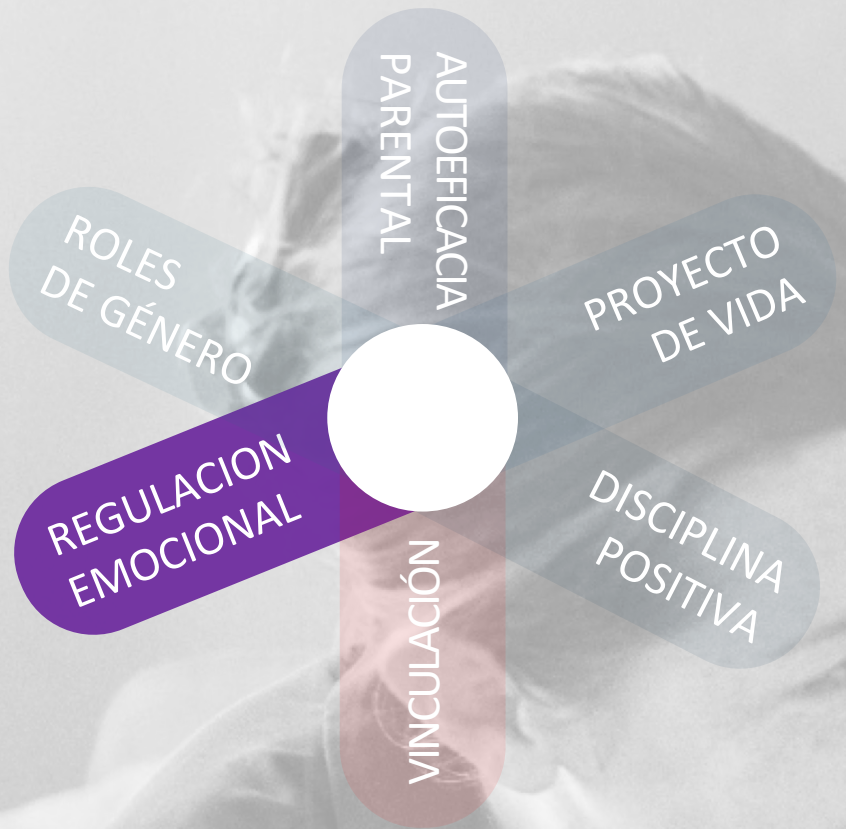 AUTOEFICACIA
PARENTAL
ROLES
DE GÉNERO
PROYECTO
DE VIDA
REGULACION
EMOCIONAL
DISCIPLINA
POSITIVA
VINCULACIÓN